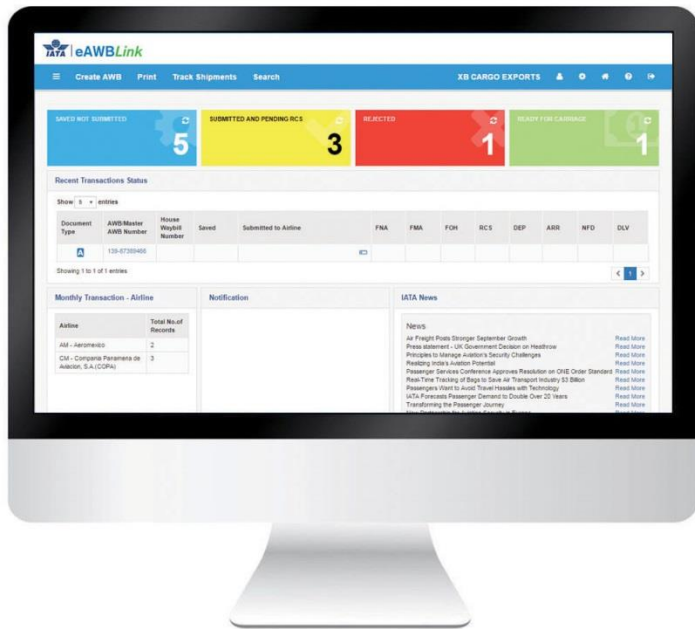 IATA eAWBLink
Create AWB Print Track Shipments Search XB CARGO EXPORTS
SAVED NOT SUBMITTED
5
SUBMITTED AND PENDING RCS
3
REJECTED
1
READY FOR CARRIAGE
1
Recent Transactions Status
Show 5 entries
Document Type
AWB/Master AWB Number
House Waybill Number
Saved
Submitted to Airline
FNA
FMA
FOH
RCS
DEP
ARR
NFD
DLV
A
Showing 1 to 1 of 1 entries
< 1 >
Monthly Transaction - Airline
Airline
Total No.of Records
AM - Aeromexico 2
CM - Compania Panamena de Aviacion, S.A.(COPA) 3
Notification
IATA News
News
Air Freight Posts Stronger September Growth Read More
Press statement - UK Government Decision on Heathrow Read More
Principles to Manage Aviation's Security Challenges Read More
Realizing India's Aviation Potential Read More
Passenger Services Conference Approves Resolution on ONE Order Standard Read More
Real-Time Tracking of Bags to Save Air Transport Industry $3 Billion Read More
Passengers Want to Avoid Travel Hassles with Technology Read More
IATA Forecasts Passenger Demand to Double Over 20 Years Read More
Transforming the Passenger Journey Read More